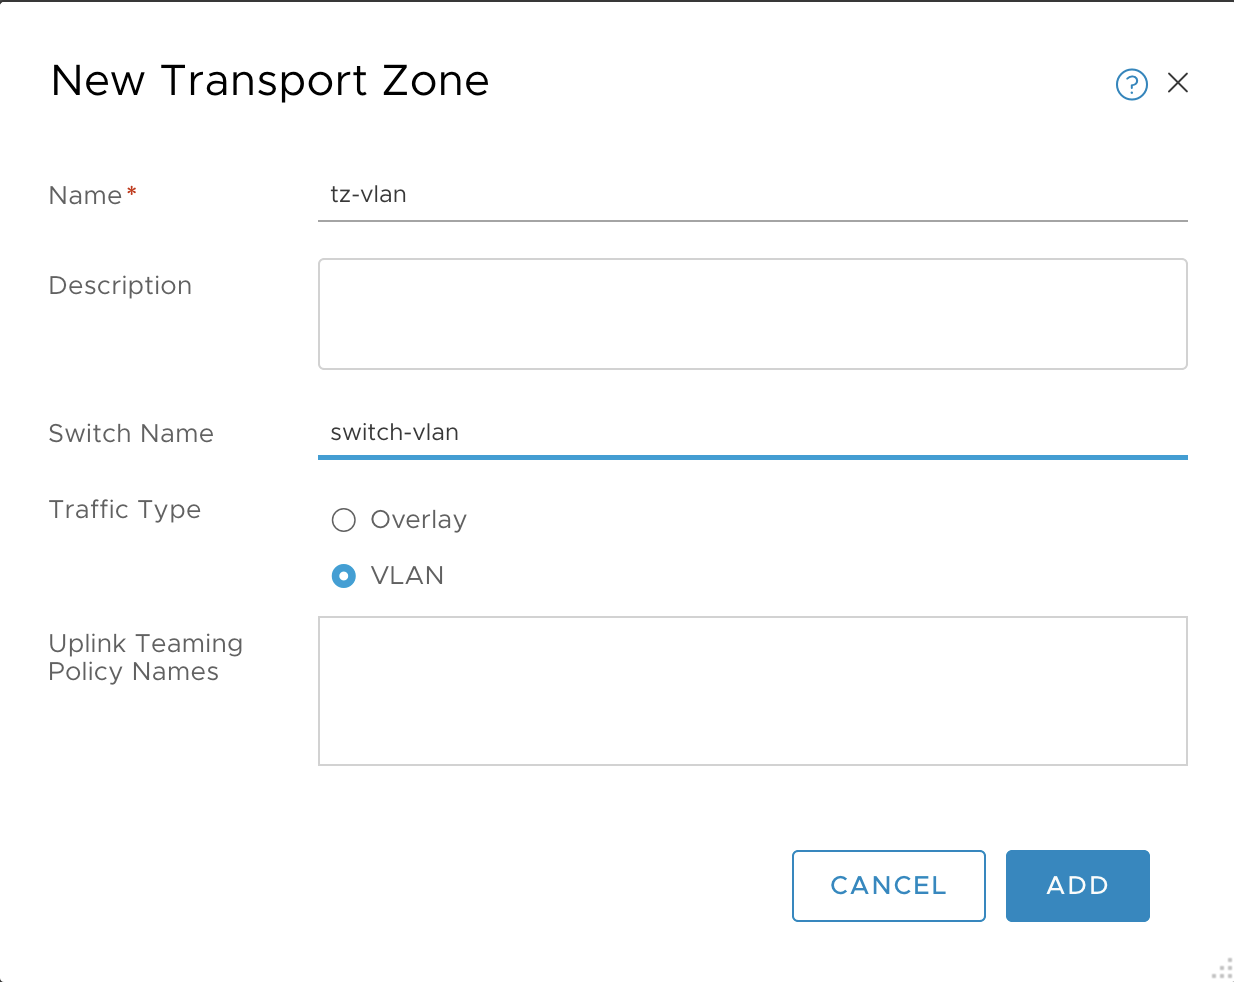 New Transport Zone
?
Name*
tz-vlan
Description
Switch Name
switch-vlan
Traffic Type
Overlay
VLAN
Uplink Teaming
Policy Names
CANCEL
ADD